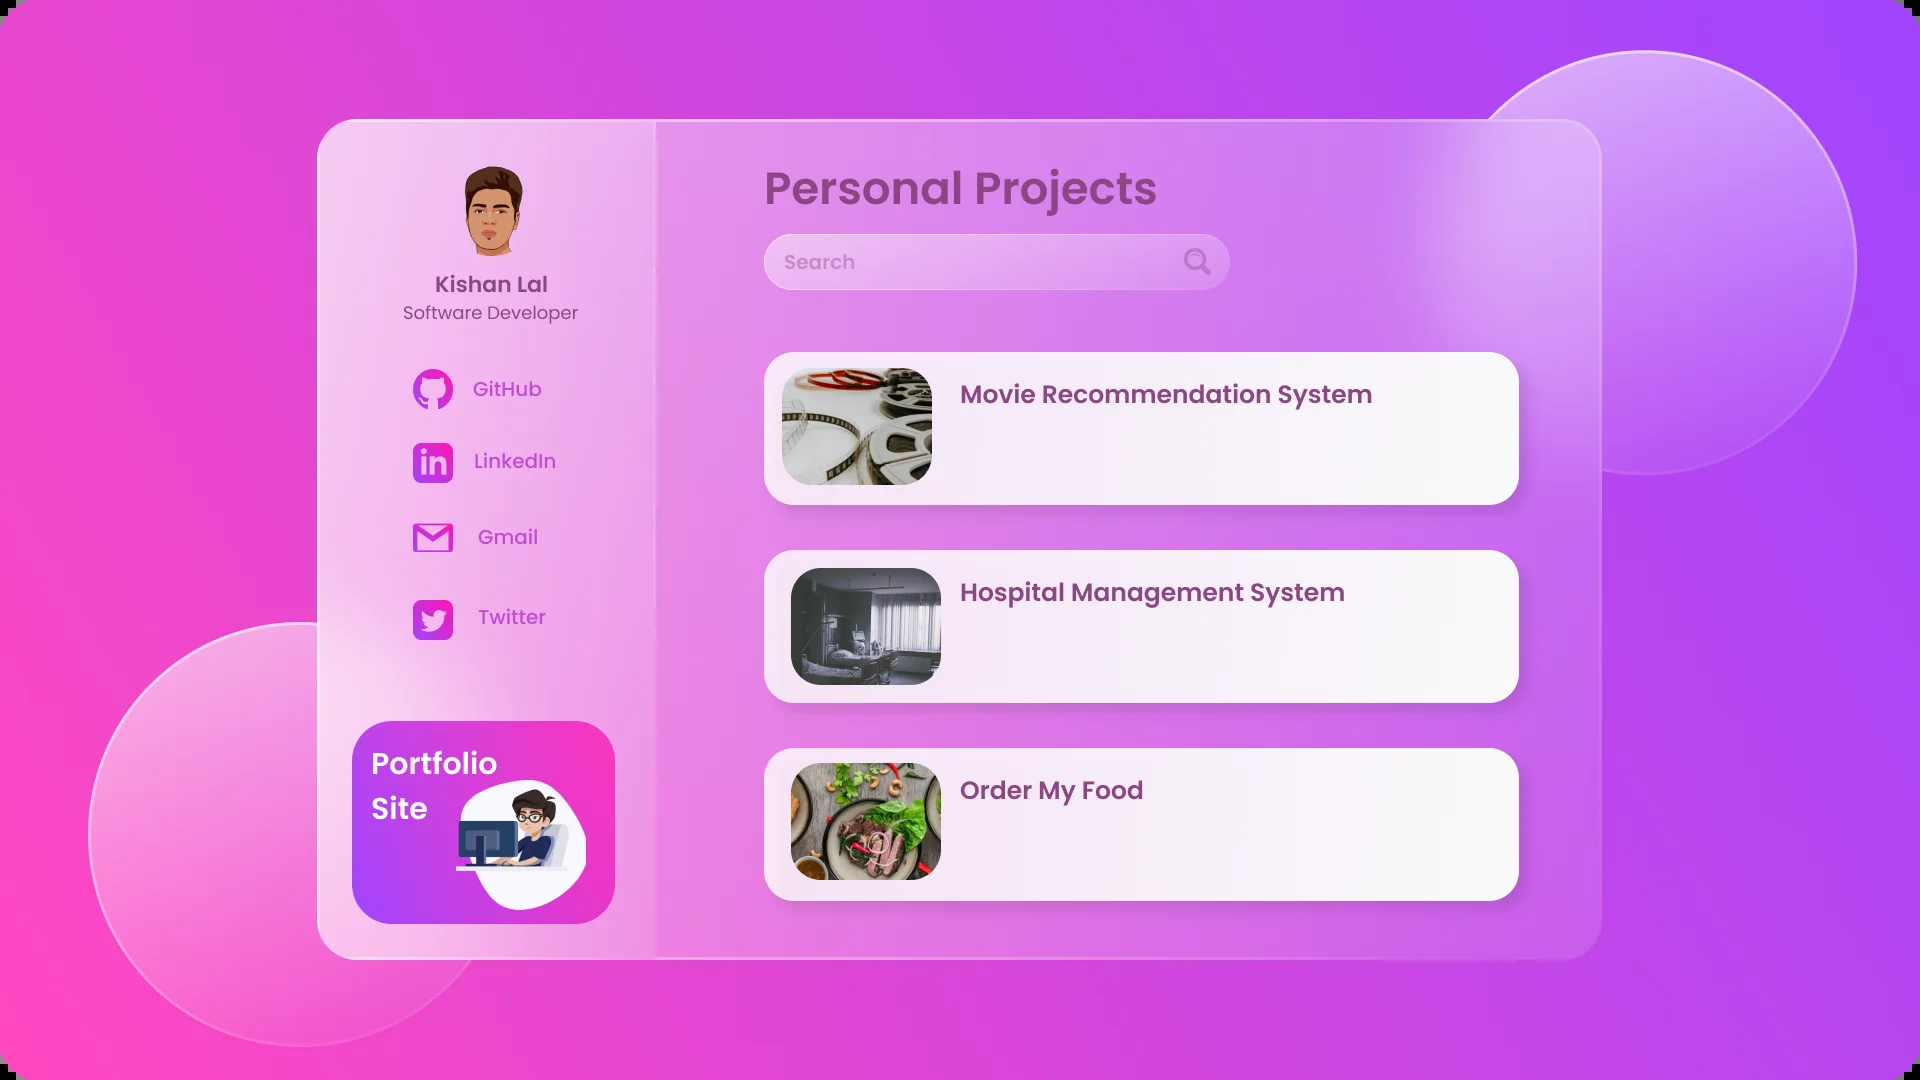 Kishan Lal
Software Developer
GitHub
LinkedIn
Gmail
Twitter
Portfolio
Site
Personal Projects
Search
Movie Recommendation System
Hospital Management System
Order My Food